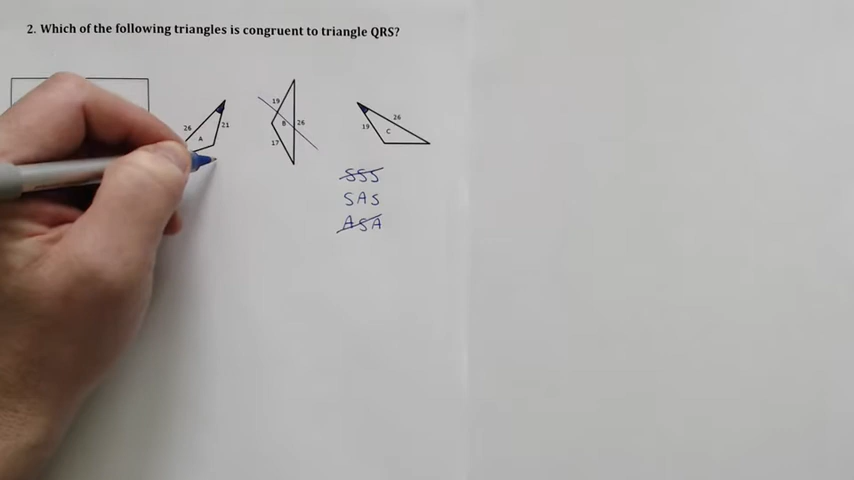 2. Which of the following triangles is congruent to triangle QRS?
26
A
21
19
B
26
17
26
19
C
SSS
SAS
ASA